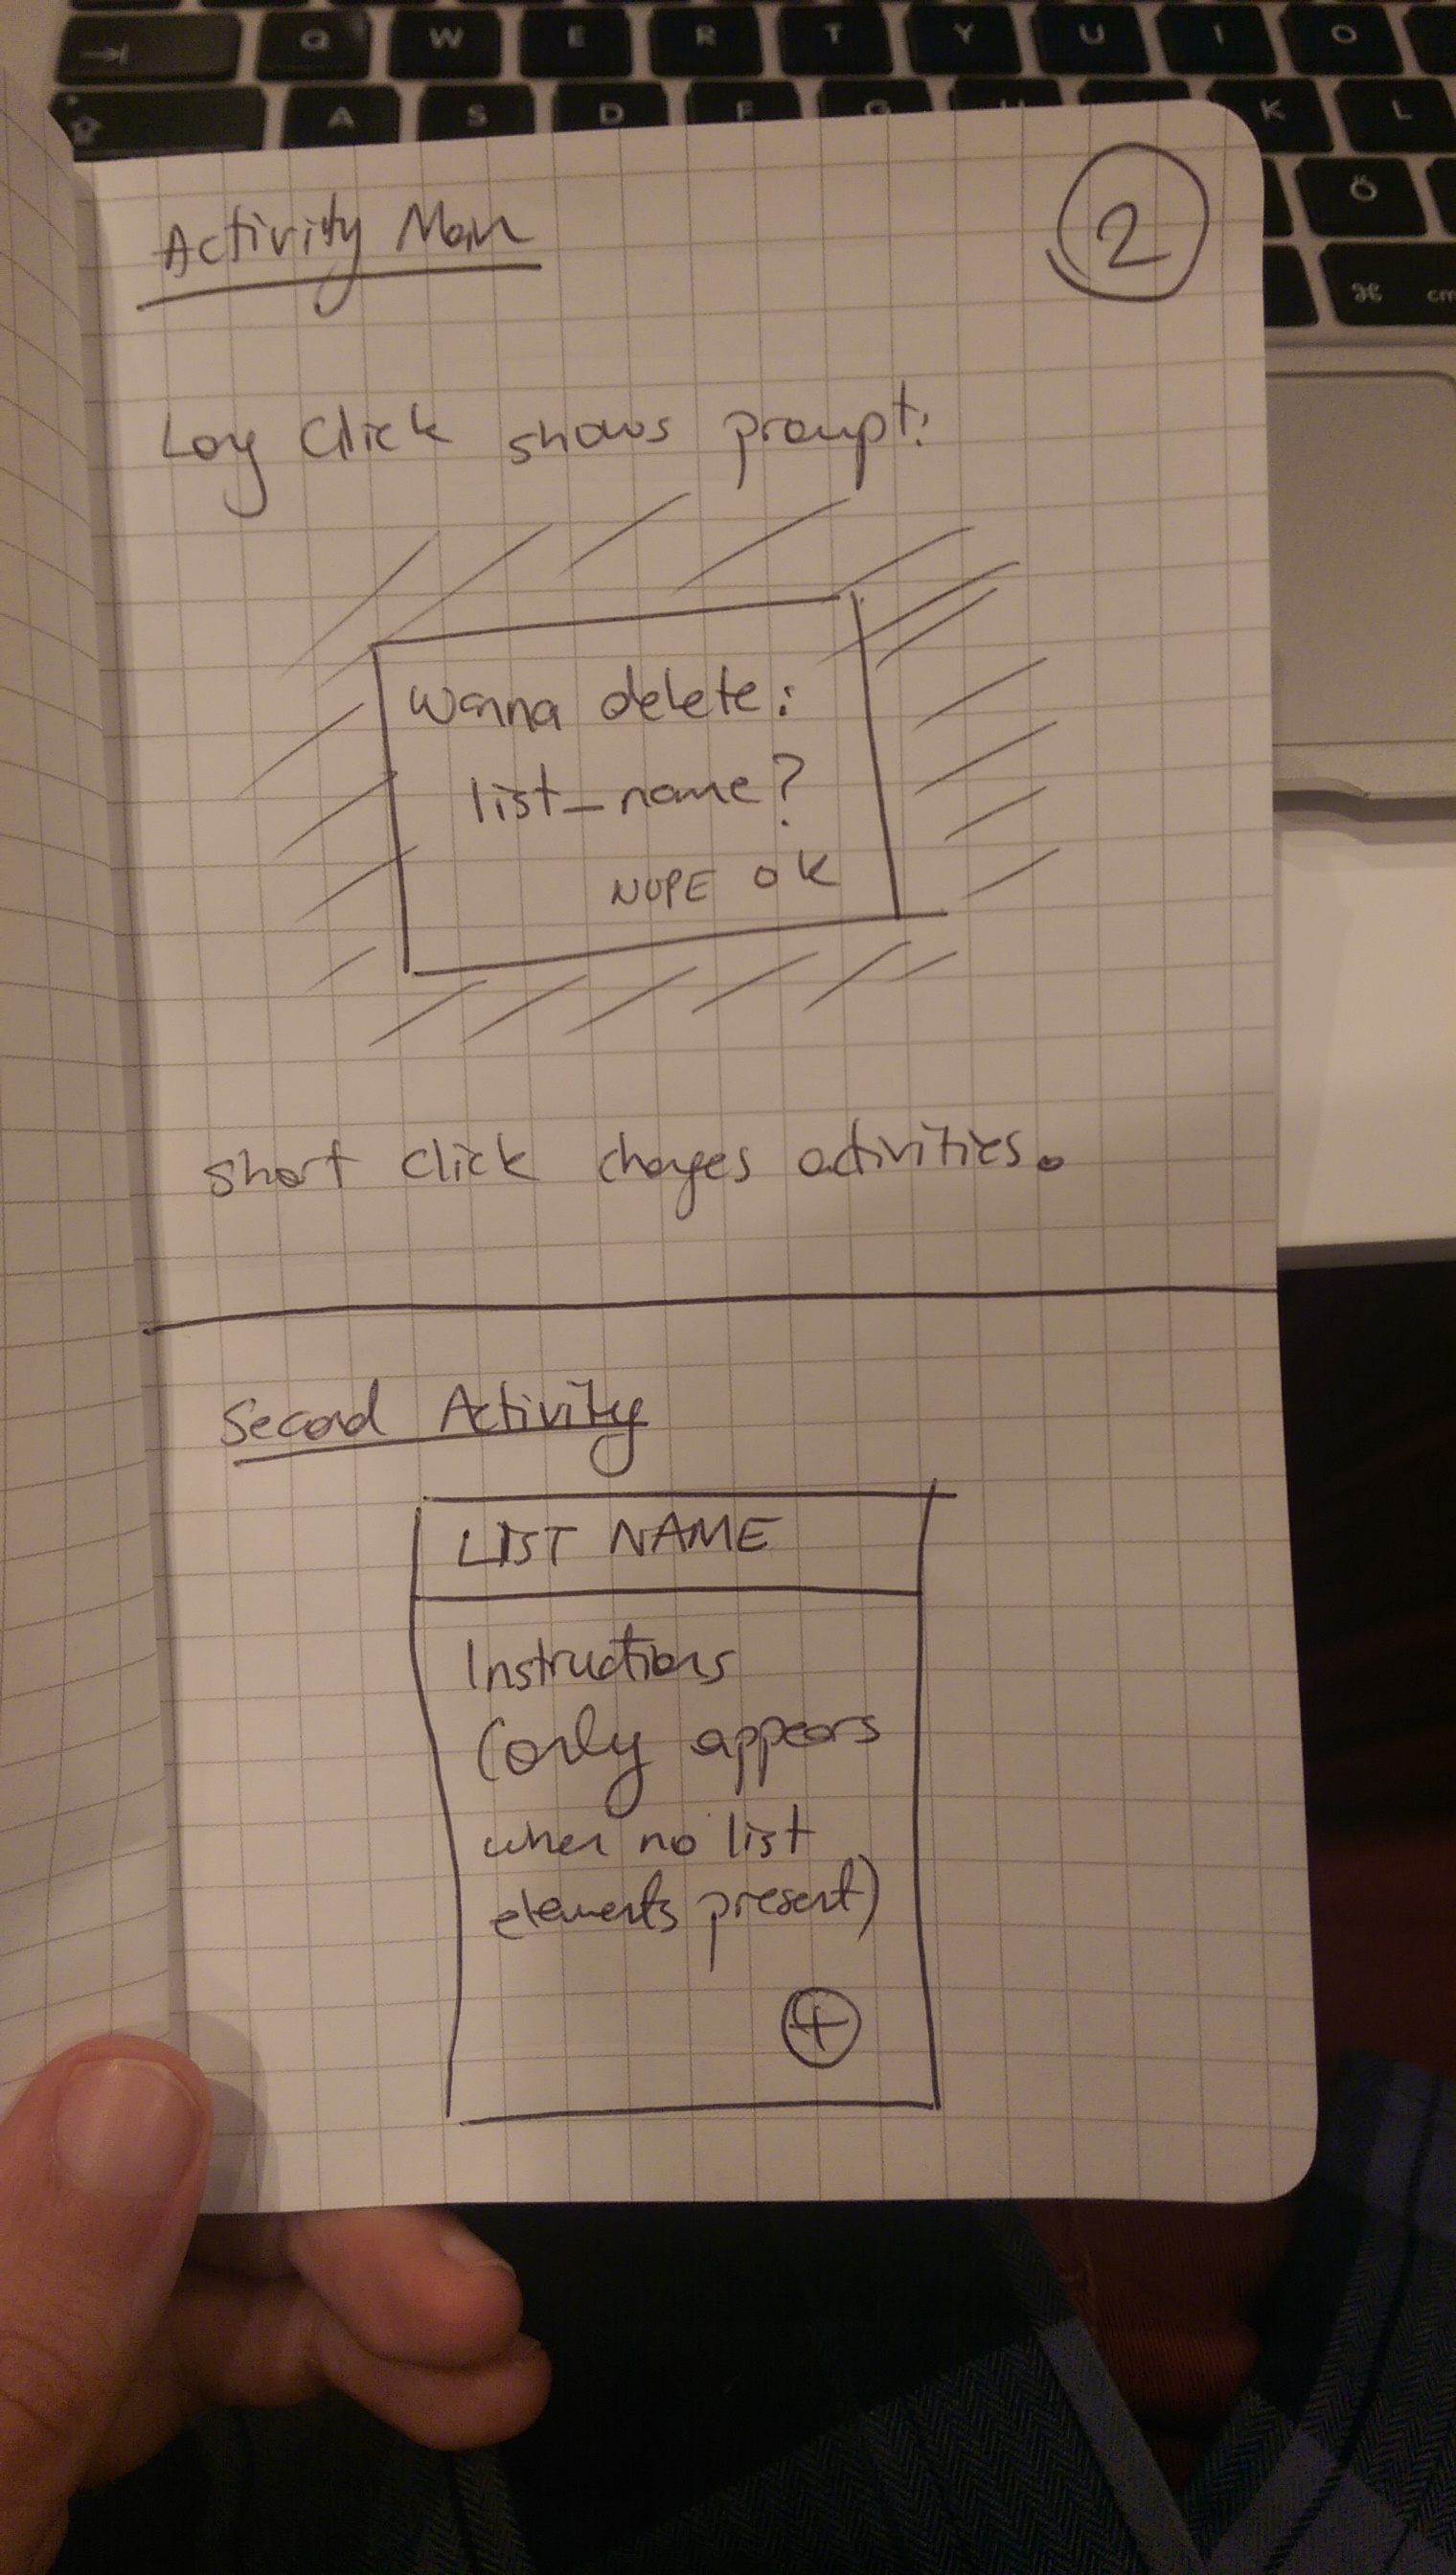 Q W E R T Y U I O
A S D F G H K L
Ö
⌘ cm
Activity Main
2
Long Click shows prompt:
Wanna delete:
list_name?
NOPE OK
Short click changes activities.
Second Activity
LIST NAME
Instructions
(only appears
when no list
elements present)
+